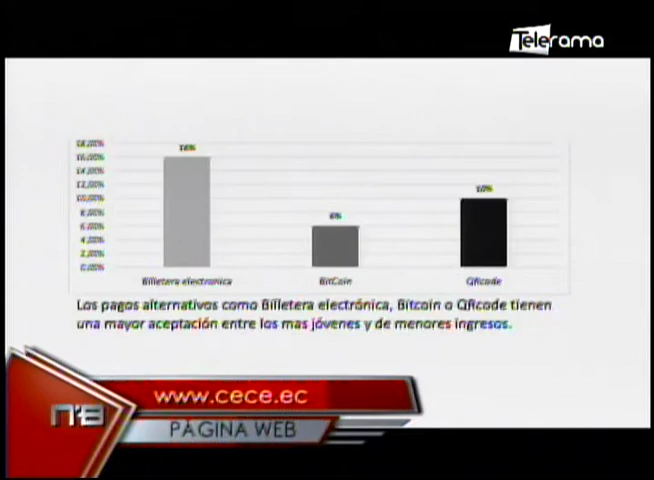 Telerama
18,00%
16,00%
14,00%
12,00%
10,00%
8,00%
6,00%
4,00%
2,00%
0,00%
16%
6%
10%
Billetera electronica
BitCoin
QRcode
Los pagos alternativos como Billetera electrónica, Bitcoin o QRcode tienen
una mayor aceptación entre los mas jóvenes y de menores ingresos.
www.cece.ec
PÁGINA WEB